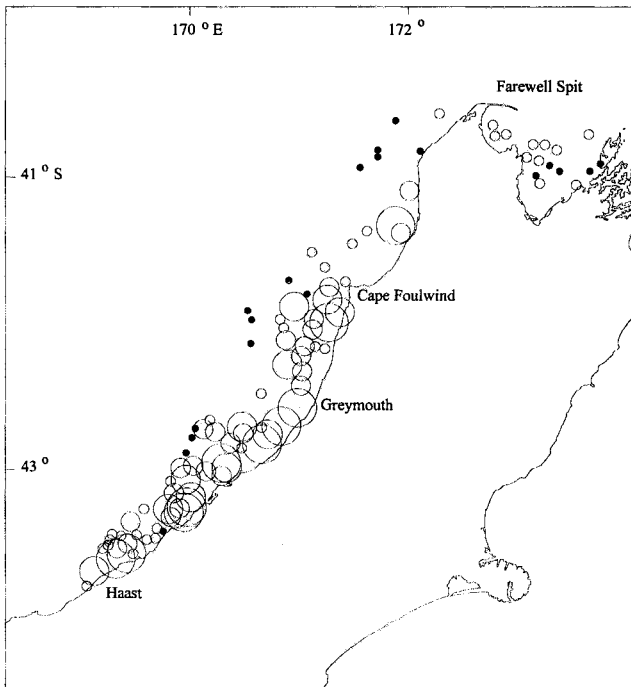 170 ° E
172 °
Farewell Spit
41 ° S
Cape Foulwind
Greymouth
43 °
Haast